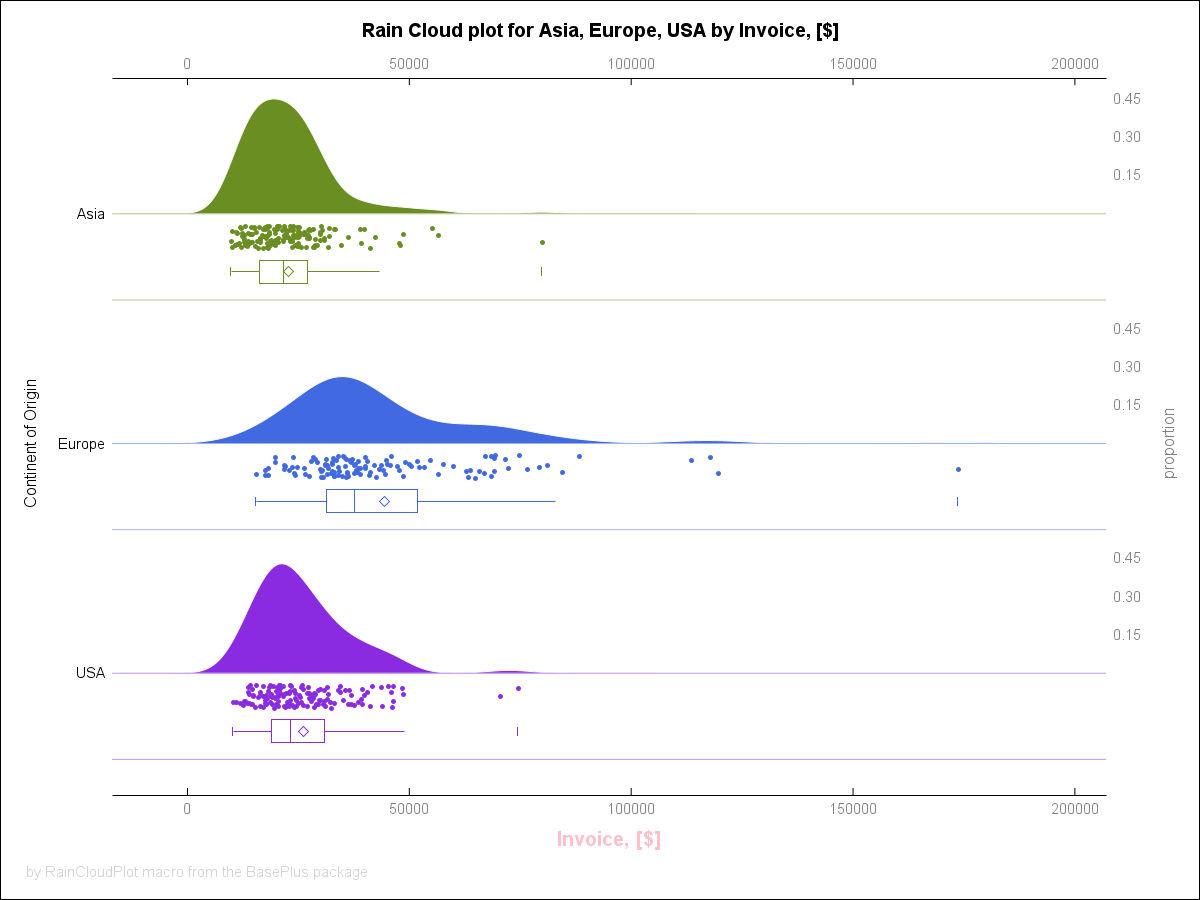 Rain Cloud plot for Asia, Europe, USA by Invoice, [$]
0 50000 100000 150000 200000
0.45
0.30
0.15
Asia
0.45
0.30
0.15
Continent of Origin
Europe
proportion
0.45
0.30
0.15
USA
0 50000 100000 150000 200000
Invoice, [$]
by RainCloudPlot macro from the BasePlus package